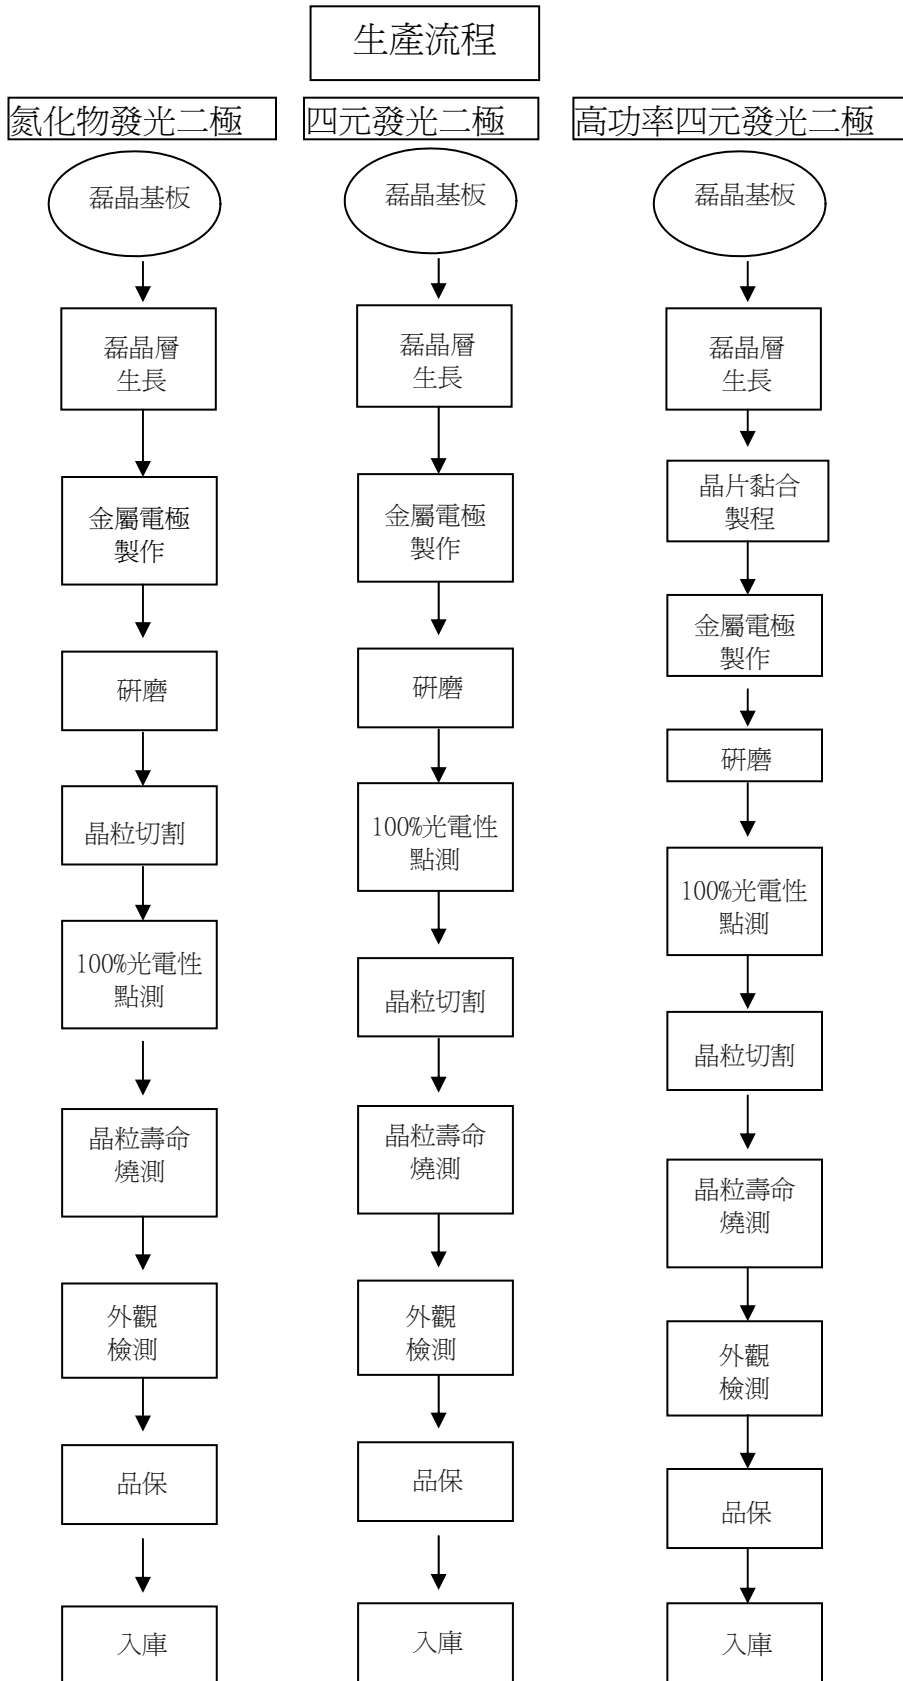 生產流程
氮化物發光二極
磊晶基板
磊晶層
生長
金屬電極
製作
研磨
晶粒切割
100%光電性
點測
晶粒壽命
燒測
外觀
檢測
品保
入庫
四元發光二極
磊晶基板
磊晶層
生長
金屬電極
製作
研磨
100%光電性
點測
晶粒切割
晶粒壽命
燒測
外觀
檢測
品保
入庫
高功率四元發光二極
磊晶基板
磊晶層
生長
晶片黏合
製程
金屬電極
製作
研磨
100%光電性
點測
晶粒切割
晶粒壽命
燒測
外觀
檢測
品保
入庫